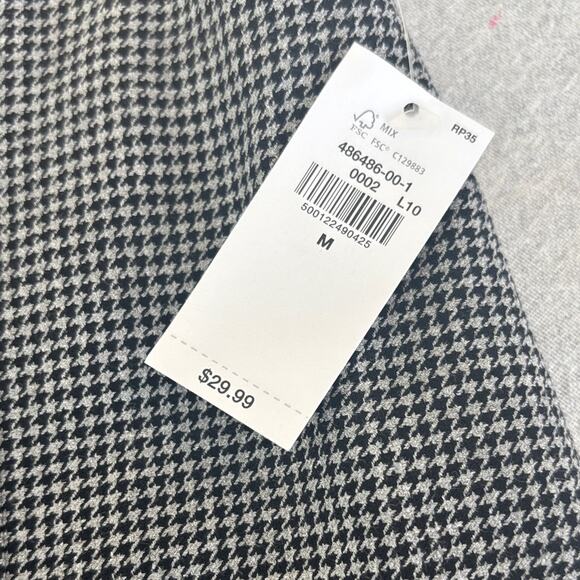 RP35
MIX
FSC FSC® C129883
486486-00-1
0002 L10
500122490425
M
$29.99